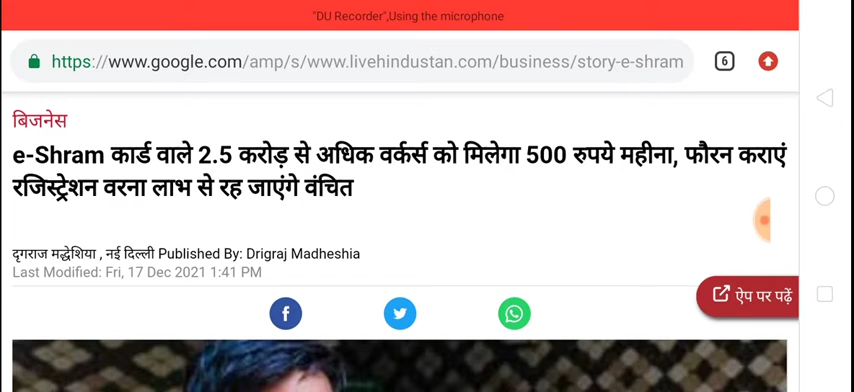 "DU Recorder",Using the microphone
https://www.google.com/amp/s/www.livehindustan.com/business/story-e-shram
6
बिजनेस
e-Shram कार्ड वाले 2.5 करोड़ से अधिक वर्कर्स को मिलेगा 500 रुपये महीना, फौरन कराएं
रजिस्ट्रेशन वरना लाभ से रह जाएंगे वंचित
दृगराज मद्धेशिया , नई दिल्ली Published By: Drigraj Madheshia
Last Modified: Fri, 17 Dec 2021 1:41 PM
ऐप पर पढ़ें